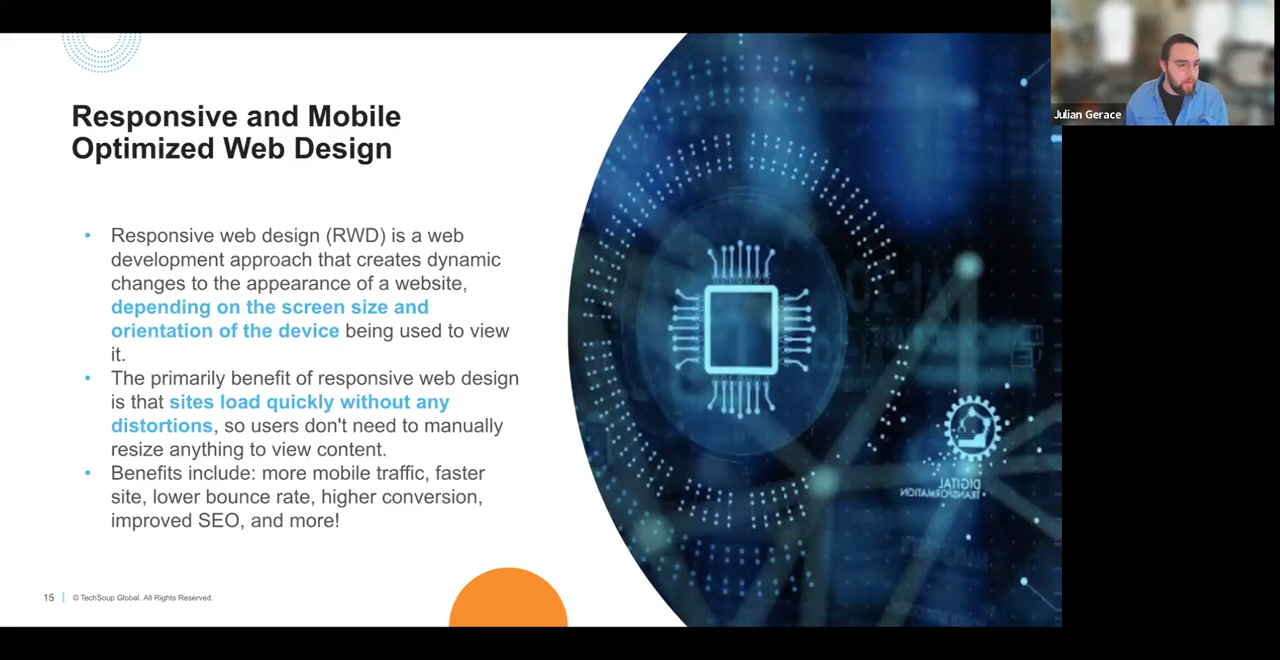 Julian Gerace
Responsive and Mobile
Optimized Web Design
• Responsive web design (RWD) is a web
development approach that creates dynamic
changes to the appearance of a website,
depending on the screen size and
orientation of the device being used to view
it.
• The primarily benefit of responsive web design
is that sites load quickly without any
distortions, so users don't need to manually
resize anything to view content.
• Benefits include: more mobile traffic, faster
site, lower bounce rate, higher conversion,
improved SEO, and more!
DIGITAL
TRANSFORMATION
15 | © TechSoup Global. All Rights Reserved.